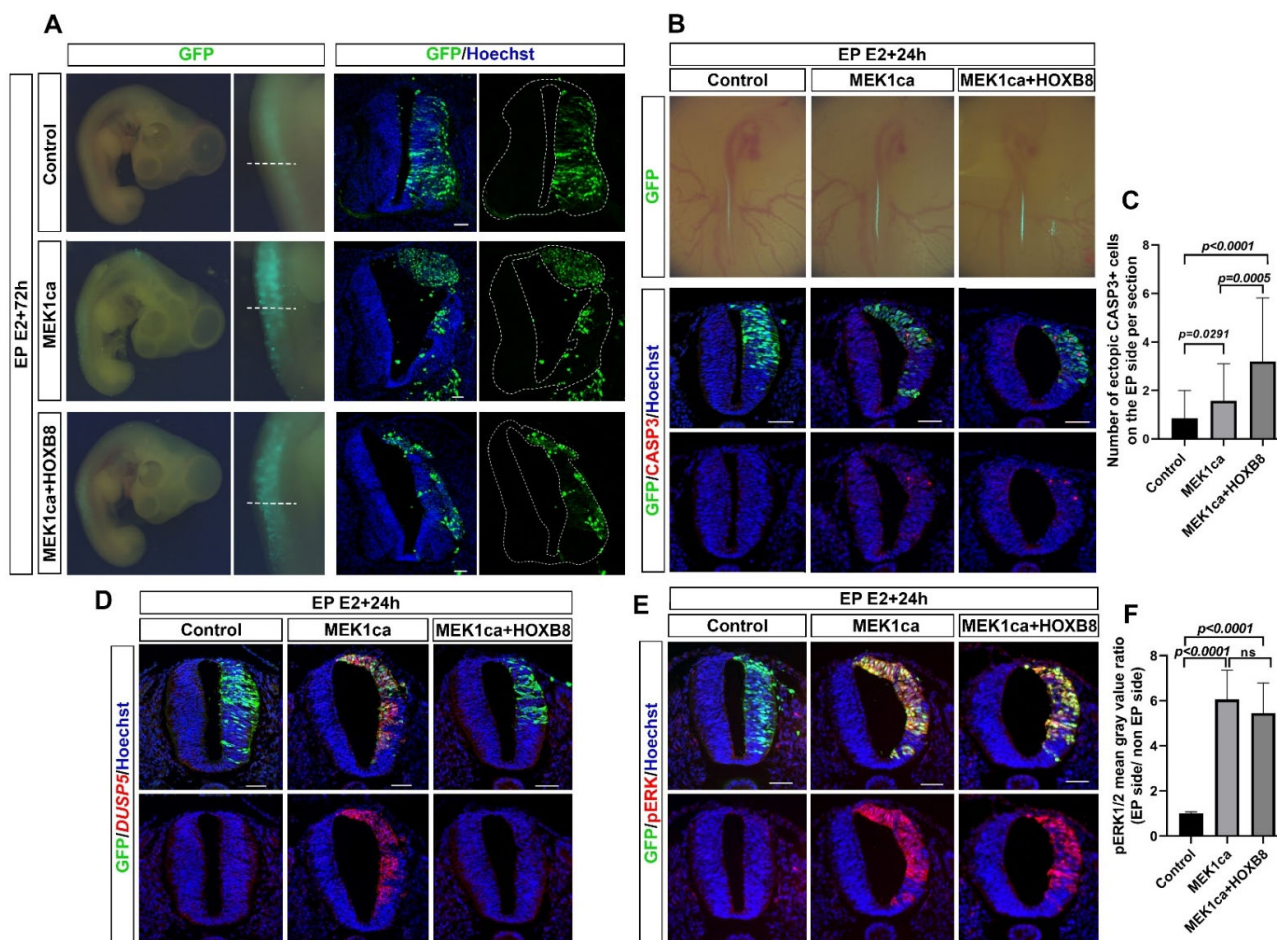 A
GFP
GFP/Hoechst
EP E2+72h
Control
MEK1ca
MEK1ca+HOXB8
B
EP E2+24h
Control
MEK1ca
MEK1ca+HOXB8
GFP
GFP/CASP3/Hoechst
C
Number of ectopic CASP3+ cells
on the EP side per section
8
6
4
2
0
p<0.0001
p=0.0005
p=0.0291
Control
MEK1ca
MEK1ca+HOXB8
D
EP E2+24h
Control
MEK1ca
MEK1ca+HOXB8
GFP/DUSP5/Hoechst
E
EP E2+24h
Control
MEK1ca
MEK1ca+HOXB8
GFP/pERK/Hoechst
F
pERK1/2 mean gray value ratio
(EP side/ non EP side)
8
6
4
2
0
p<0.0001
p<0.0001
ns
Control
MEK1ca
MEK1ca+HOXB8